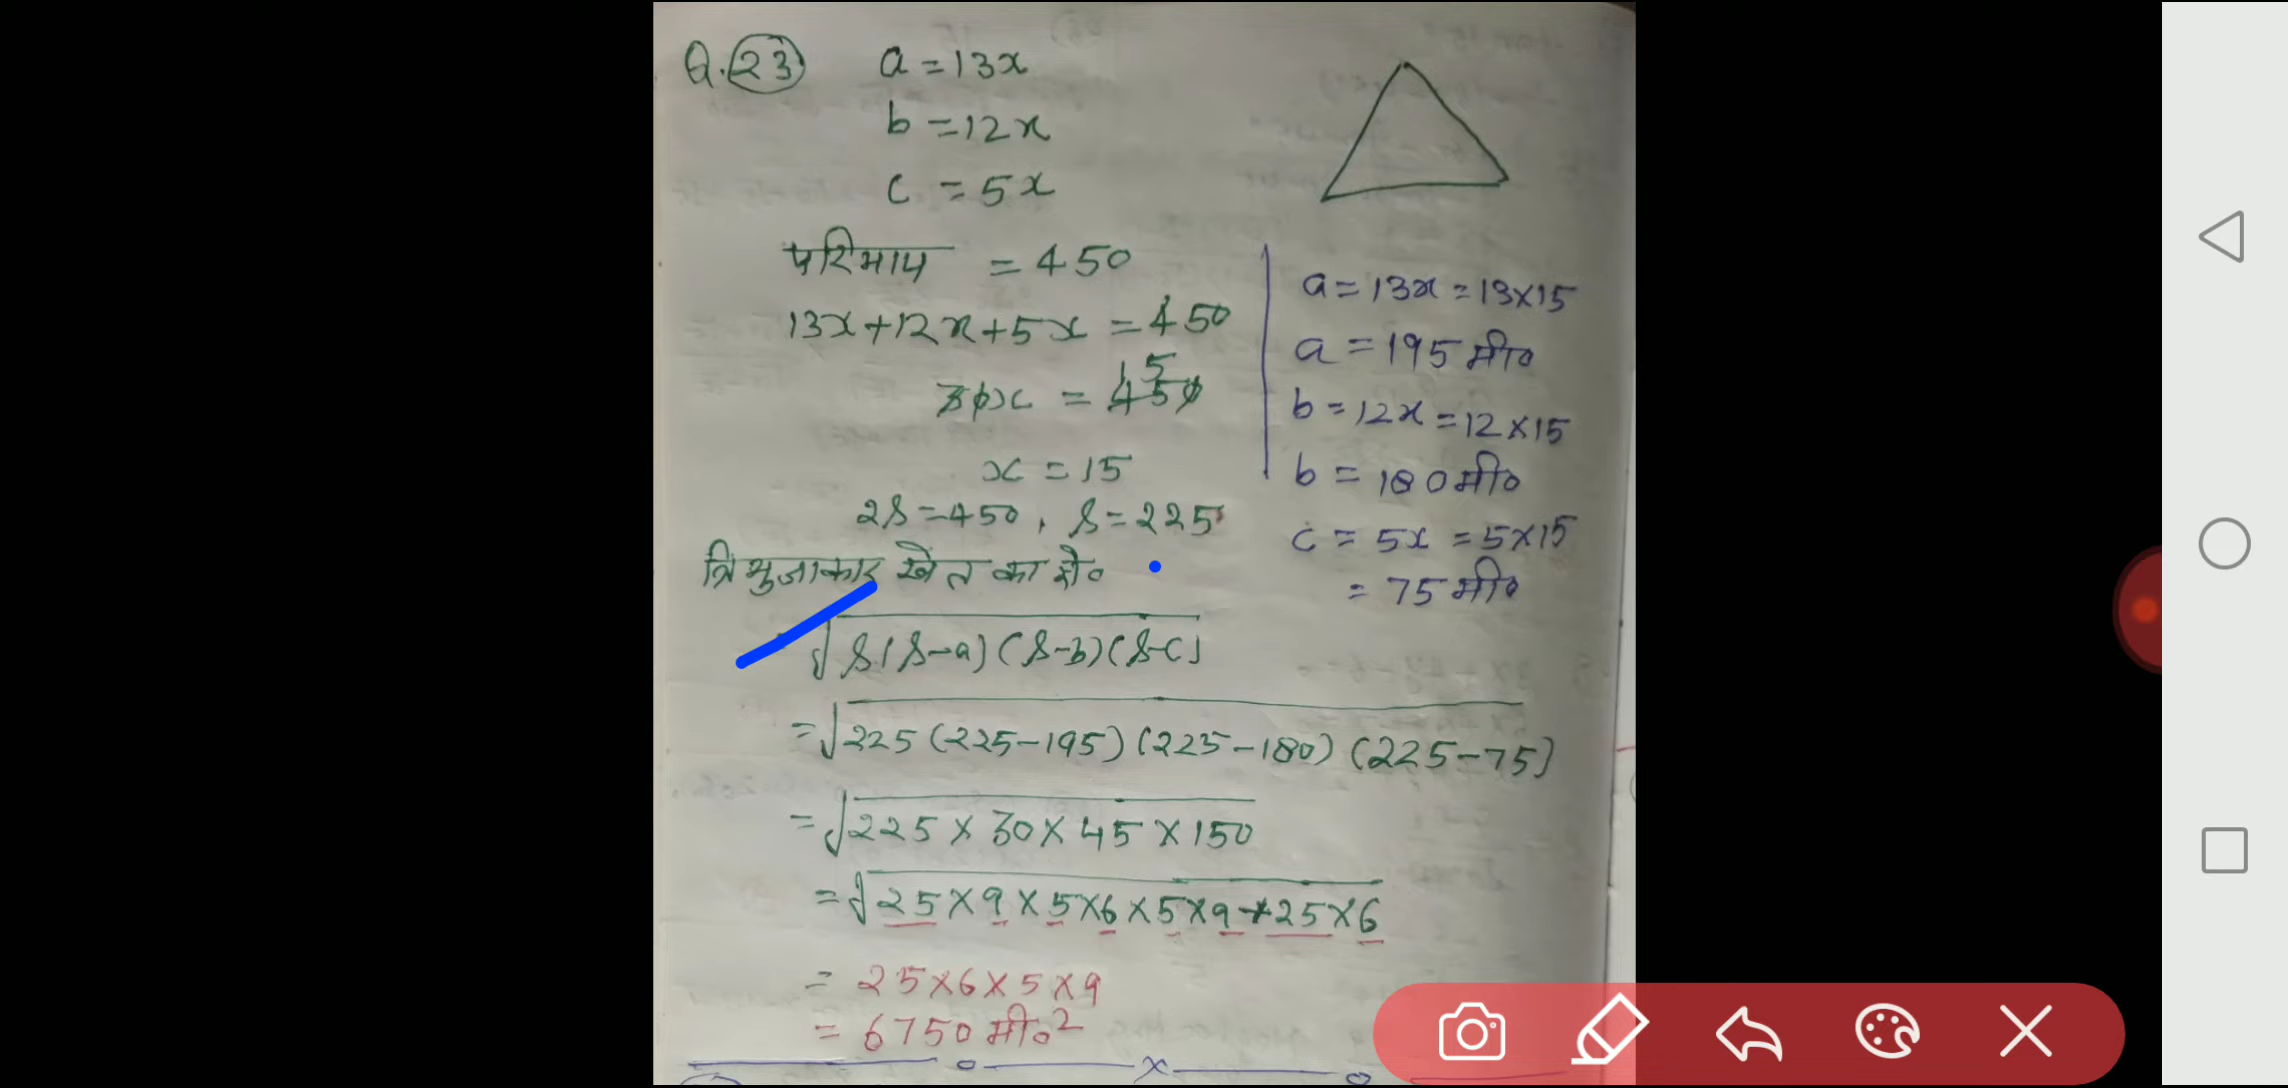 Q.23
a = 13x
b = 12x
c = 5x
परिमाप = 450
13x+12x+5x = 450
30x = 450
15
x = 15
2s = 450, s = 225
त्रिभुजाकार खेत का क्षे०
= √s(s-a)(s-b)(s-c)
= √225(225-195)(225-180)(225-75)
= √225 × 30 × 45 × 150
= √25 × 9 × 5 × 6 × 5 × 9 × 25 × 6
= 25×6×5×9
= 6750 मी०²
a = 13x = 13×15
a = 195 मी०
b = 12x = 12×15
b = 180 मी०
c = 5x = 5×15
= 75 मी०